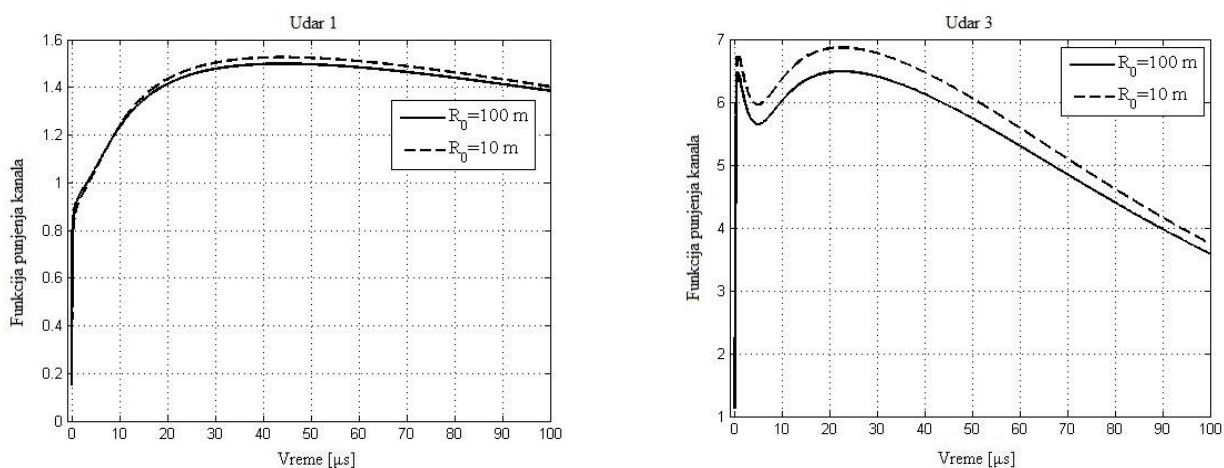 Udar 1
Funkcija punjenja kanala
1.6
1.4
1.2
1
0.8
0.6
0.4
0.2
0
R0=100 m
R0=10 m
0 10 20 30 40 50 60 70 80 90 100
Vreme [μs]
Udar 3
Funkcija punjenja kanala
7
6
5
4
3
2
1
R0=100 m
R0=10 m
0 10 20 30 40 50 60 70 80 90 100
Vreme [μs]